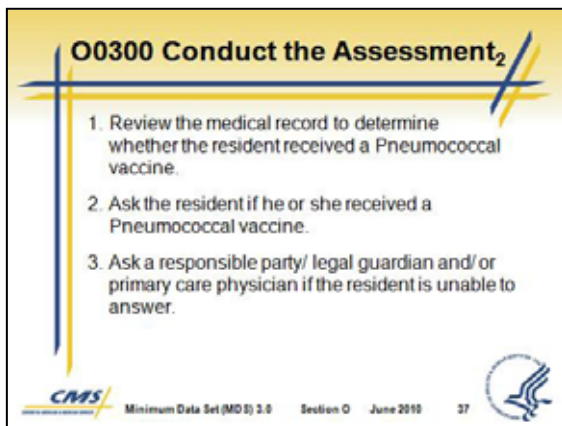 O0300 Conduct the Assessment2
1. Review the medical record to determine
whether the resident received a Pneumococcal
vaccine.
2. Ask the resident if he or she received a
Pneumococcal vaccine.
3. Ask a responsible party/ legal guardian and/ or
primary care physician if the resident is unable to
answer.
CMS
Minimum Data Set (MDS) 3.0 Section O June 2010 37